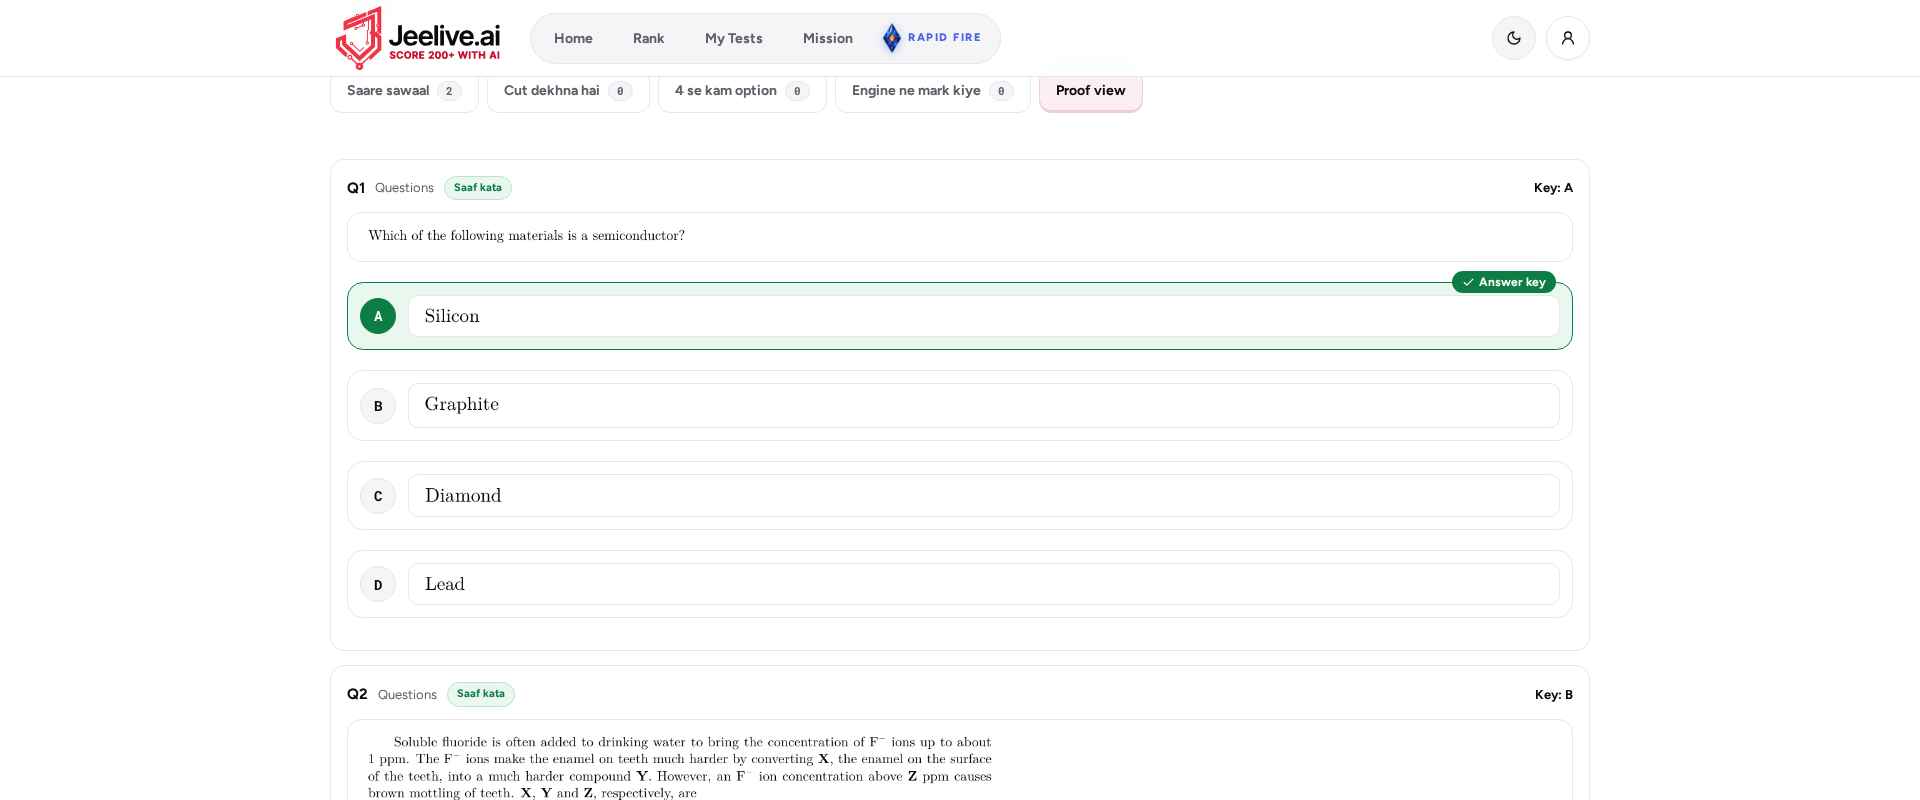 Jeelive.ai
SCORE 200+ WITH AI
Home
Rank
My Tests
Mission
RAPID FIRE
Saare sawaal 2
Cut dekhna hai 0
4 se kam option 0
Engine ne mark kiye 0
Proof view
Q1 Questions Saaf kata
Key: A
Which of the following materials is a semiconductor?
Answer key
A Silicon
B Graphite
C Diamond
D Lead
Q2 Questions Saaf kata
Key: B
Soluble fluoride is often added to drinking water to bring the concentration of F⁻ ions up to about
1 ppm. The F⁻ ions make the enamel on teeth much harder by converting X, the enamel on the surface
of the teeth, into a much harder compound Y. However, an F⁻ ion concentration above Z ppm causes
brown mottling of teeth. X, Y and Z, respectively, are